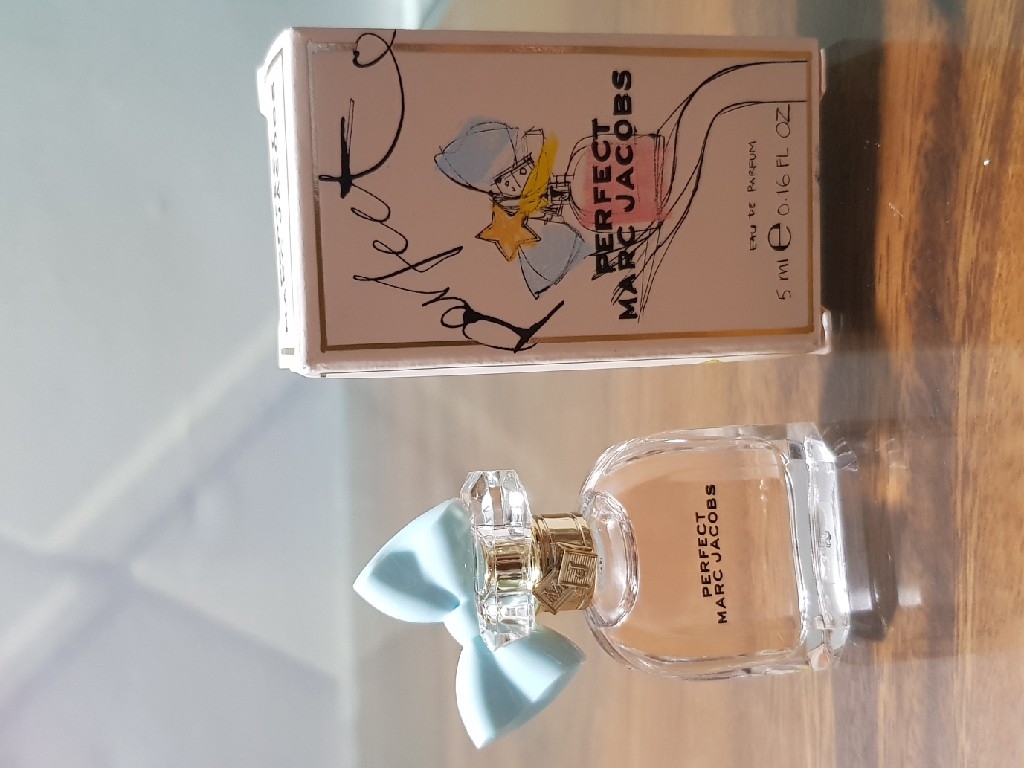 Perfect
PERFECT
MARC JACOBS
EAU DE PARFUM
5 ml e 0.16 FL OZ
PERFECT
MARC JACOBS